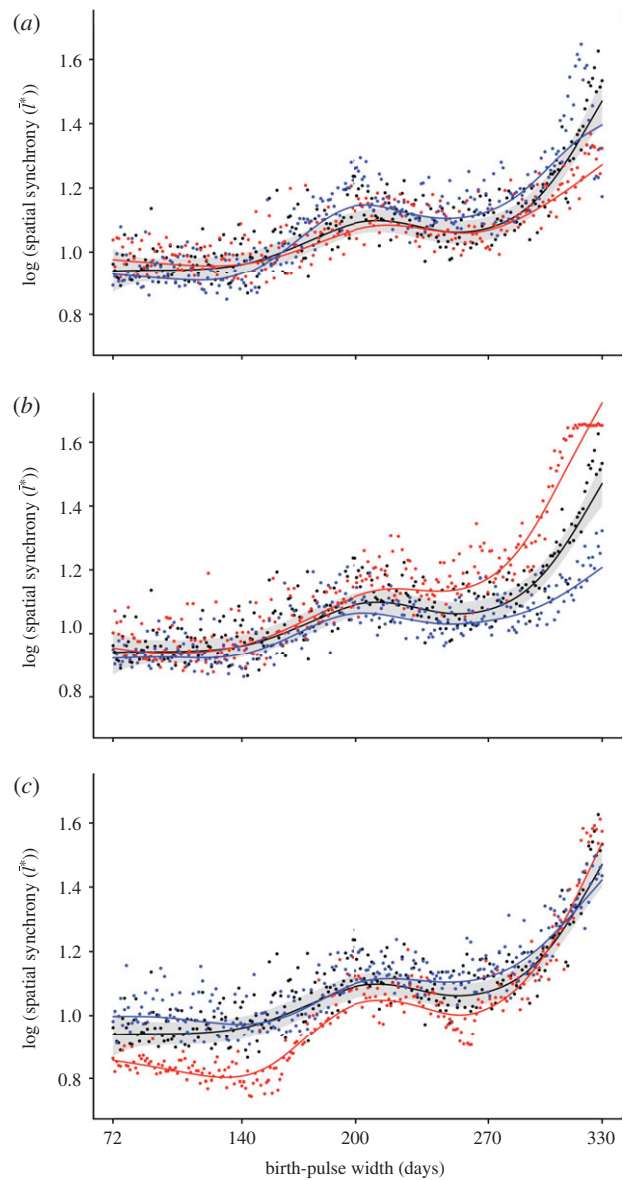 (a)
1.6
1.4
1.2
1.0
0.8
log (spatial synchrony (l̄*))
(b)
1.6
1.4
1.2
1.0
0.8
log (spatial synchrony (l̄*))
(c)
1.6
1.4
1.2
1.0
0.8
log (spatial synchrony (l̄*))
72 140 200 270 330
birth-pulse width (days)